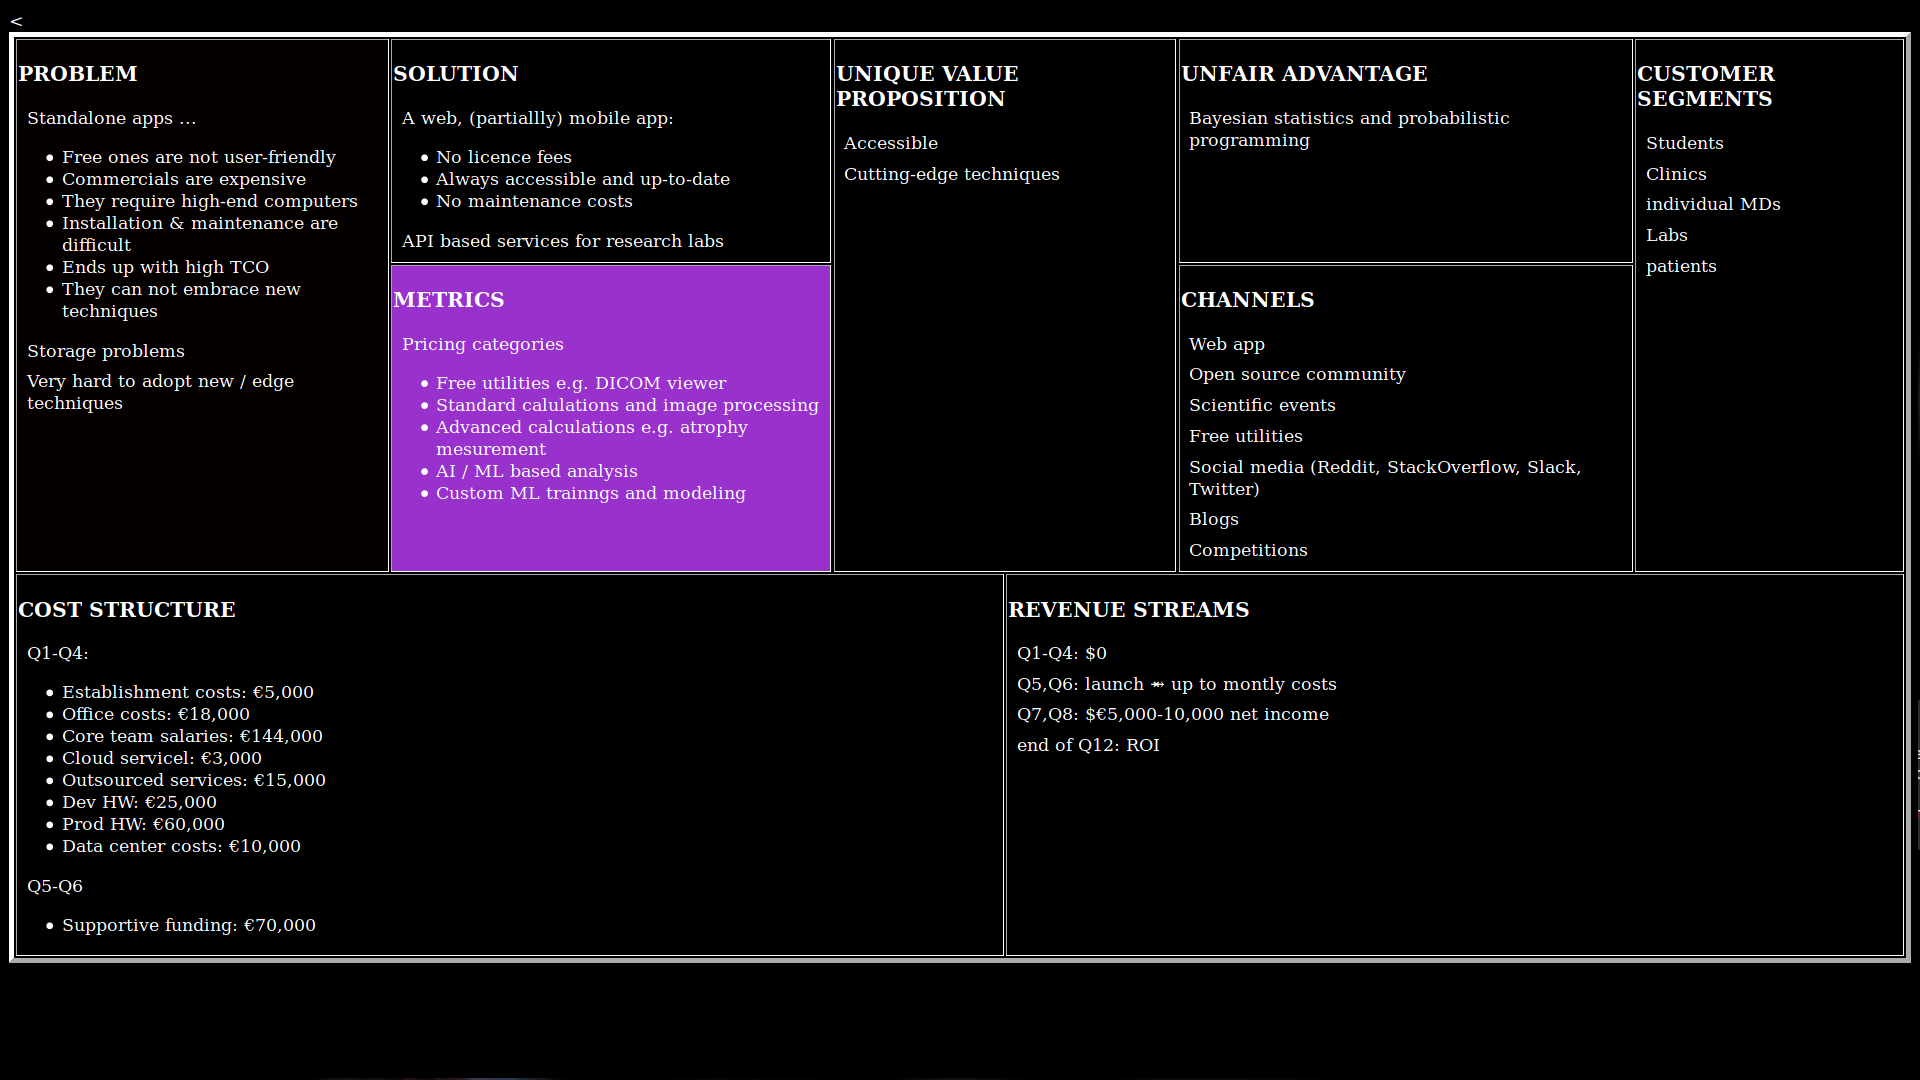 <
PROBLEM
Standalone apps ...
Free ones are not user-friendly
Commercials are expensive
They require high-end computers
Installation & maintenance are
difficult
Ends up with high TCO
They can not embrace new
techniques
Storage problems
Very hard to adopt new / edge
techniques
SOLUTION
A web, (partiallly) mobile app:
No licence fees
Always accessible and up-to-date
No maintenance costs
API based services for research labs
METRICS
Pricing categories
Free utilities e.g. DICOM viewer
Standard calulations and image processing
Advanced calculations e.g. atrophy
mesurement
AI / ML based analysis
Custom ML trainngs and modeling
UNIQUE VALUE
PROPOSITION
Accessible
Cutting-edge techniques
UNFAIR ADVANTAGE
Bayesian statistics and probabilistic
programming
CHANNELS
Web app
Open source community
Scientific events
Free utilities
Social media (Reddit, StackOverflow, Slack,
Twitter)
Blogs
Competitions
CUSTOMER
SEGMENTS
Students
Clinics
individual MDs
Labs
patients
COST STRUCTURE
Q1-Q4:
Establishment costs: €5,000
Office costs: €18,000
Core team salaries: €144,000
Cloud servicel: €3,000
Outsourced services: €15,000
Dev HW: €25,000
Prod HW: €60,000
Data center costs: €10,000
Q5-Q6
Supportive funding: €70,000
REVENUE STREAMS
Q1-Q4: $0
Q5,Q6: launch ⤀ up to montly costs
Q7,Q8: $€5,000-10,000 net income
end of Q12: ROI